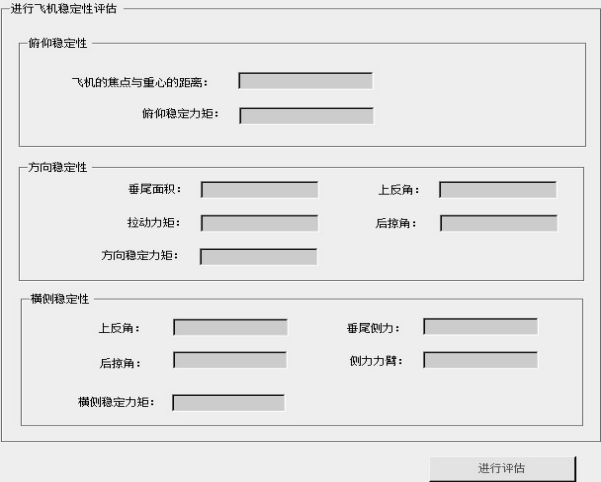 进行飞机稳定性评估
俯仰稳定性
飞机的焦点与重心的距离：
俯仰稳定力矩：
方向稳定性
垂尾面积： 上反角：
拉动力矩： 后掠角：
方向稳定力矩：
横侧稳定性
上反角： 垂尾侧力：
后掠角： 侧力力臂：
横侧稳定力矩：
进行评估